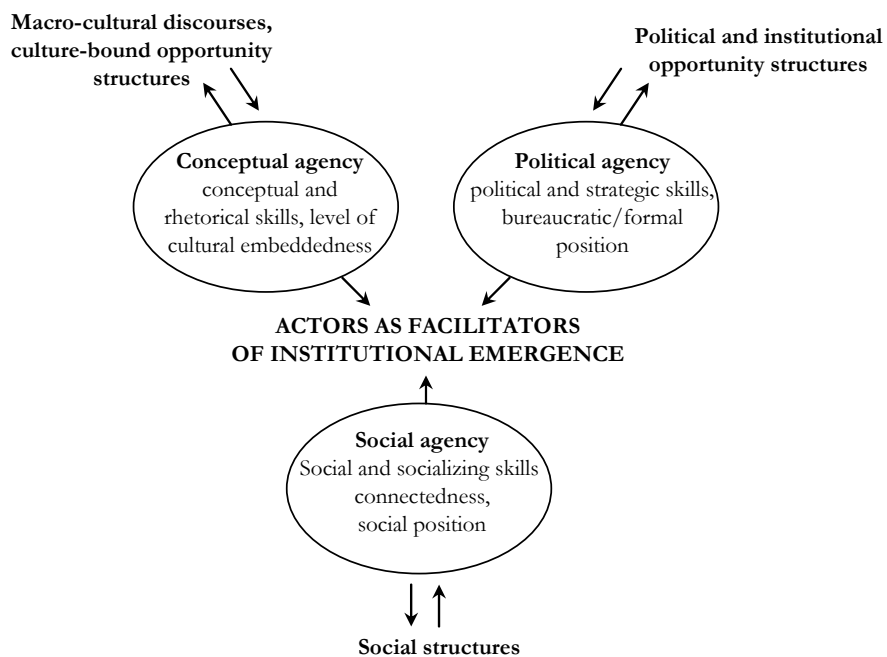 Macro-cultural discourses,
culture-bound opportunity
structures
Political and institutional
opportunity structures
Conceptual agency
conceptual and
rhetorical skills, level of
cultural embeddedness
Political agency
political and strategic skills,
bureaucratic/formal
position
ACTORS AS FACILITATORS
OF INSTITUTIONAL EMERGENCE
Social agency
Social and socializing skills
connectedness,
social position
Social structures